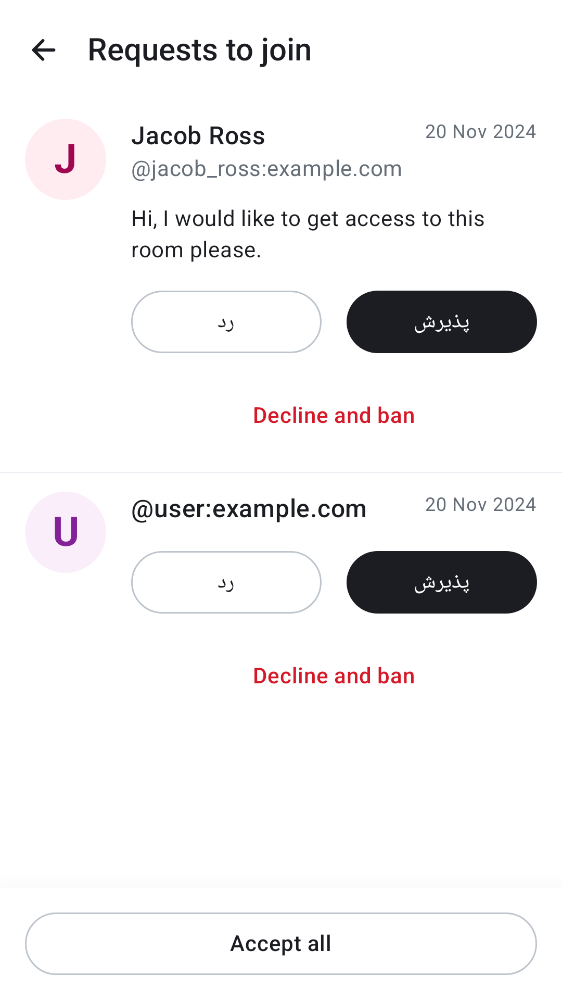 Requests to join
J
Jacob Ross
20 Nov 2024
@jacob_ross:example.com
Hi, I would like to get access to this
room please.
رد
پذیرش
Decline and ban
U
@user:example.com
20 Nov 2024
رد
پذیرش
Decline and ban
Accept all